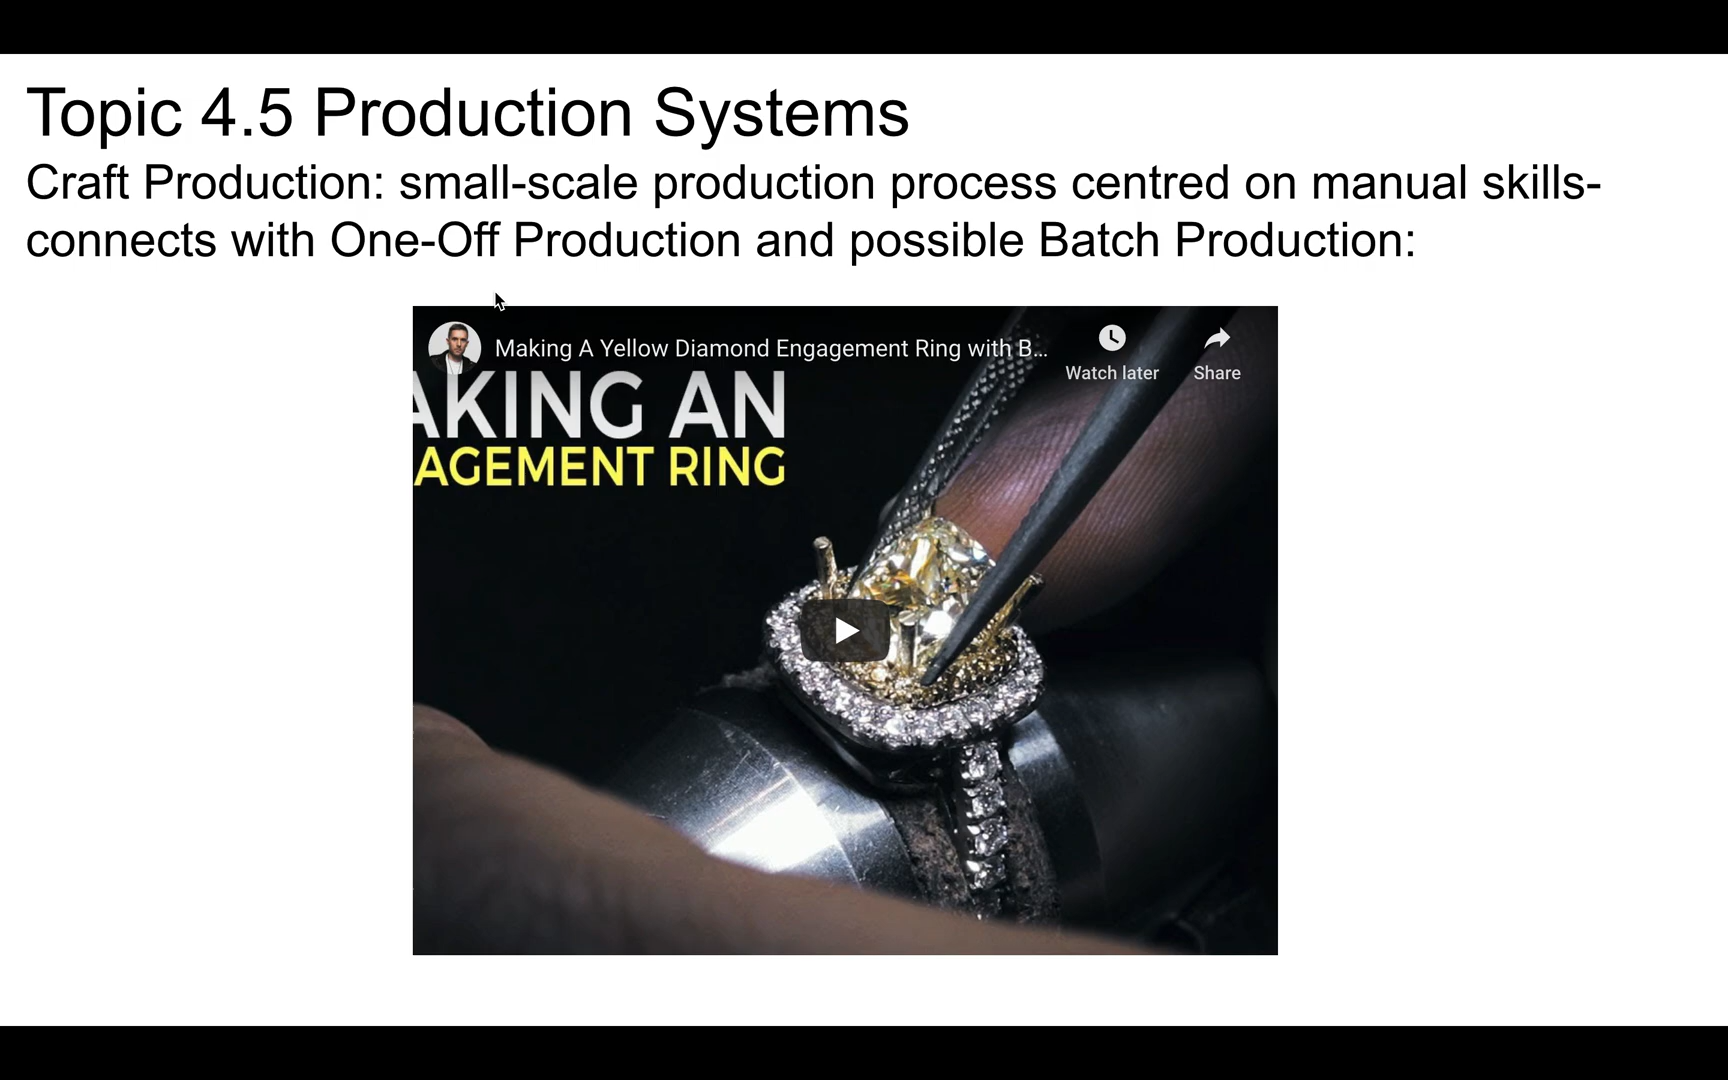 Topic 4.5 Production Systems
Craft Production: small-scale production process centred on manual skills-
connects with One-Off Production and possible Batch Production:
Making A Yellow Diamond Engagement Ring with B...
Watch later
Share
AKING AN
AGEMENT RING